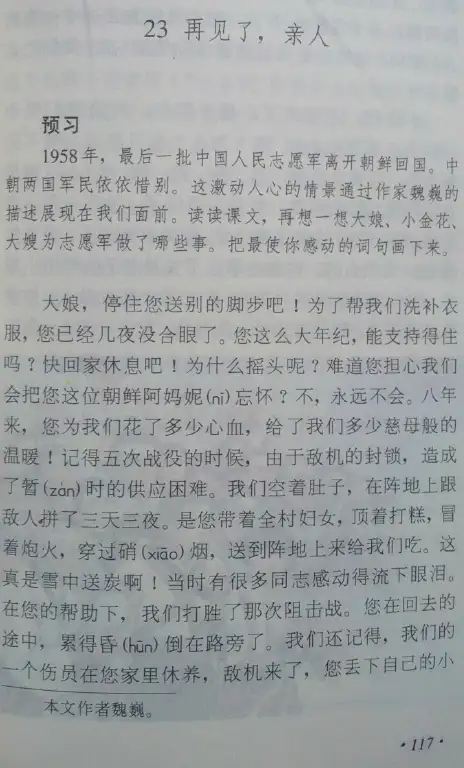 23 再见了，亲人
预习
1958年，最后一批中国人民志愿军离开朝鲜回国。中
朝两国军民依依惜别。这激动人心的情景通过作家魏巍的
描述展现在我们面前。读读课文，再想一想大娘、小金花、
大嫂为志愿军做了哪些事。把最使你感动的词句画下来。
大娘，停住您送别的脚步吧！为了帮我们洗补衣
服，您已经几夜没合眼了。您这么大年纪，能支持得住
吗？快回家休息吧！为什么摇头呢？难道您担心我们
会把您这位朝鲜阿妈妮(nī)忘怀？不，永远不会。八年
来，您为我们花了多少心血，给了我们多少慈母般的
温暖！记得五次战役的时候，由于敌机的封锁，造成
了暂(zàn)时的供应困难。我们空着肚子，在阵地上跟
敌人拼了三天三夜。是您带着全村妇女，顶着打糕，冒
着炮火，穿过硝(xiāo)烟，送到阵地上来给我们吃。这
真是雪中送炭啊！当时有很多同志感动得流下眼泪。
在您的帮助下，我们打胜了那次阻击战。您在回去的
途中，累得昏(hūn)倒在路旁了。我们还记得，我们的
一个伤员在您家里休养，敌机来了，您丢下自己的小
本文作者魏巍。
·117·